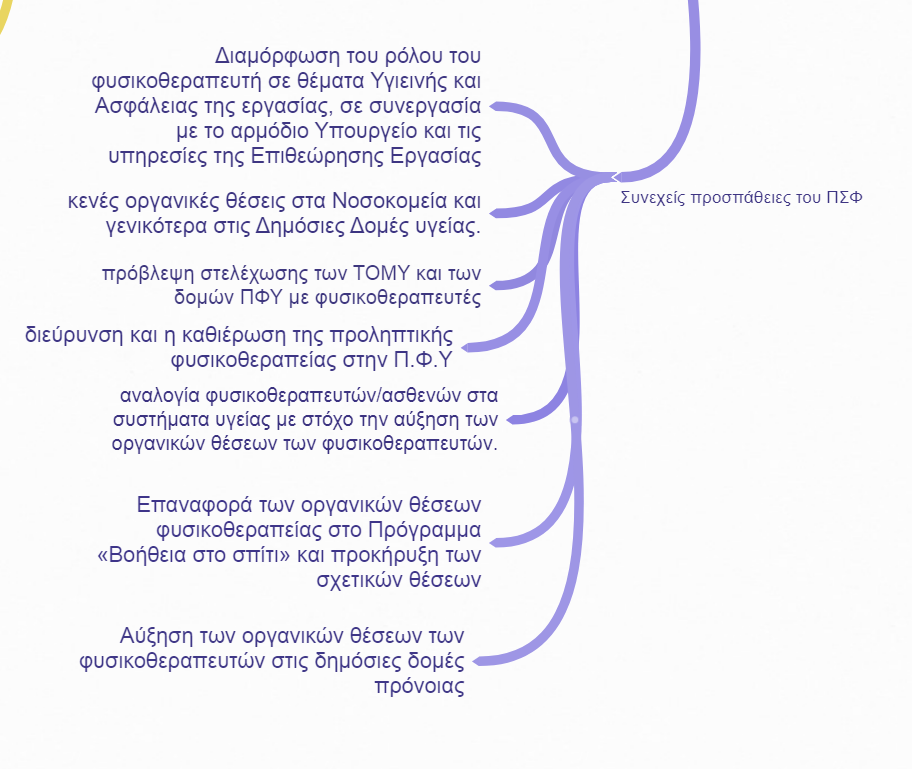 Διαμόρφωση του ρόλου του
φυσικοθεραπευτή σε θέματα Υγιεινής και
Ασφάλειας της εργασίας, σε συνεργασία
με το αρμόδιο Υπουργείο και τις
υπηρεσίες της Επιθεώρησης Εργασίας
Συνεχείς προσπάθειες του ΠΣΦ
κενές οργανικές θέσεις στα Νοσοκομεία και
γενικότερα στις Δημόσιες Δομές υγείας.
πρόβλεψη στελέχωσης των ΤΟΜΥ και των
δομών ΠΦΥ με φυσικοθεραπευτές
διεύρυνση και η καθιέρωση της προληπτικής
φυσικοθεραπείας στην Π.Φ.Υ
αναλογία φυσικοθεραπευτών/ασθενών στα
συστήματα υγείας με στόχο την αύξηση των
οργανικών θέσεων των φυσικοθεραπευτών.
Επαναφορά των οργανικών θέσεων
φυσικοθεραπείας στο Πρόγραμμα
«Βοήθεια στο σπίτι» και προκήρυξη των
σχετικών θέσεων
Αύξηση των οργανικών θέσεων των
φυσικοθεραπευτών στις δημόσιες δομές
πρόνοιας